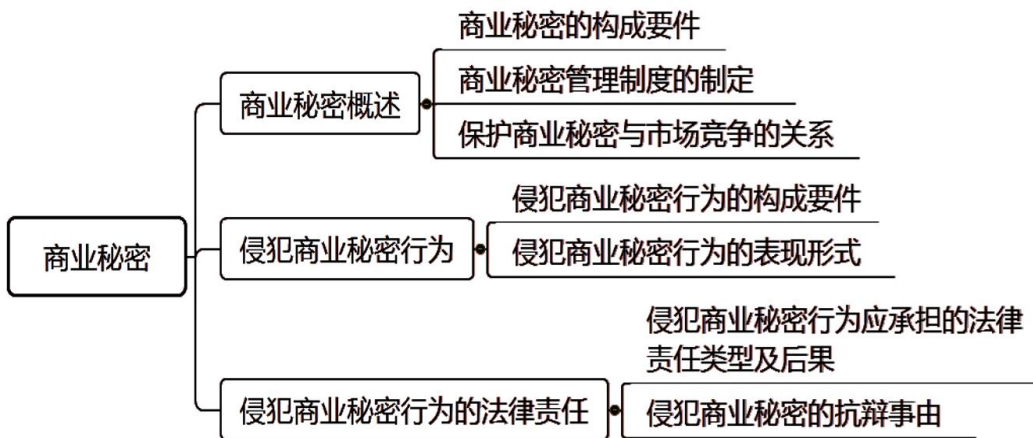 商业秘密的构成要件
商业秘密管理制度的制定
商业秘密概述
保护商业秘密与市场竞争的关系
侵犯商业秘密行为的构成要件
商业秘密
侵犯商业秘密行为
侵犯商业秘密行为的表现形式
侵犯商业秘密行为应承担的法律
责任类型及后果
侵犯商业秘密行为的法律责任
侵犯商业秘密的抗辩事由